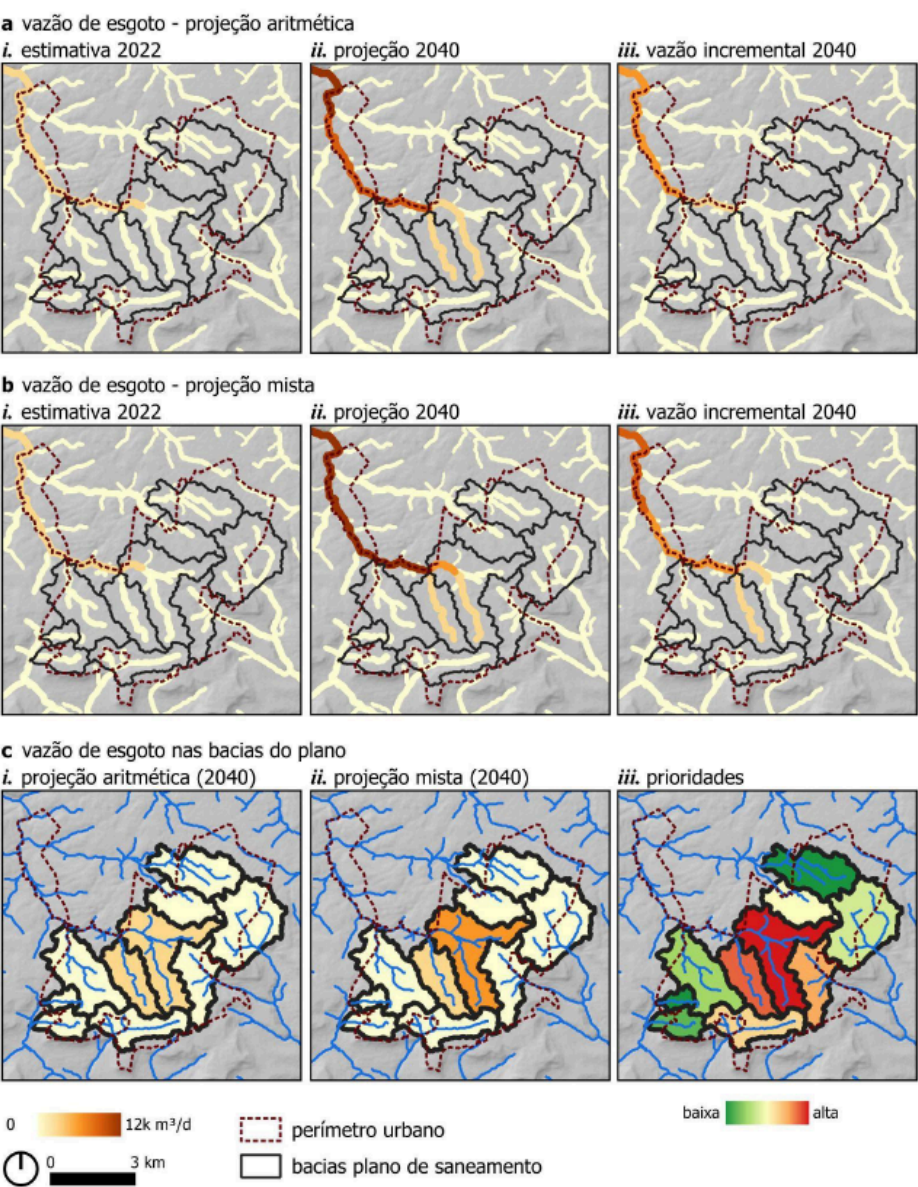 a vazão de esgoto - projeção aritmética
i. estimativa 2022
ii. projeção 2040
iii. vazão incremental 2040
b vazão de esgoto - projeção mista
i. estimativa 2022
ii. projeção 2040
iii. vazão incremental 2040
c vazão de esgoto nas bacias do plano
i. projeção aritmética (2040)
ii. projeção mista (2040)
iii. prioridades
0 12k m³/d
0 3 km
perímetro urbano
bacias plano de saneamento
baixa alta